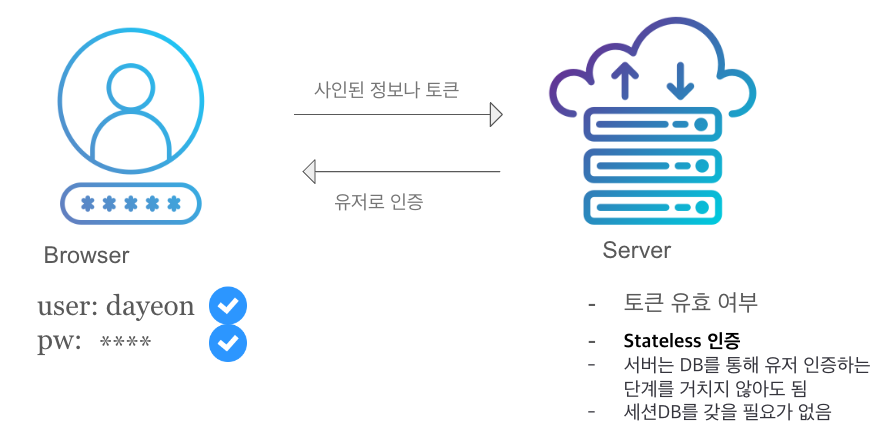 사인된 정보나 토큰
유저로 인증
*****
Browser
user: dayeon
pw: ****
Server
- 토큰 유효 여부
- Stateless 인증
- 서버는 DB를 통해 유저 인증하는
단계를 거치지 않아도 됨
- 세션DB를 갖을 필요가 없음